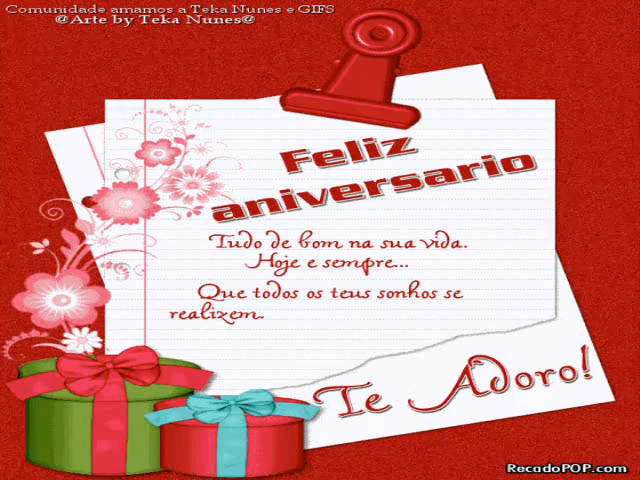 Comunidade amamos a Teka Nunes e GIFS
@Arte by Teka Nunes@
Feliz
aniversario
Tudo de bom na sua vida.
Hoje e sempre...
Que todos os teus sonhos se
realizem.
Te Adoro!
RecadoPOP.com